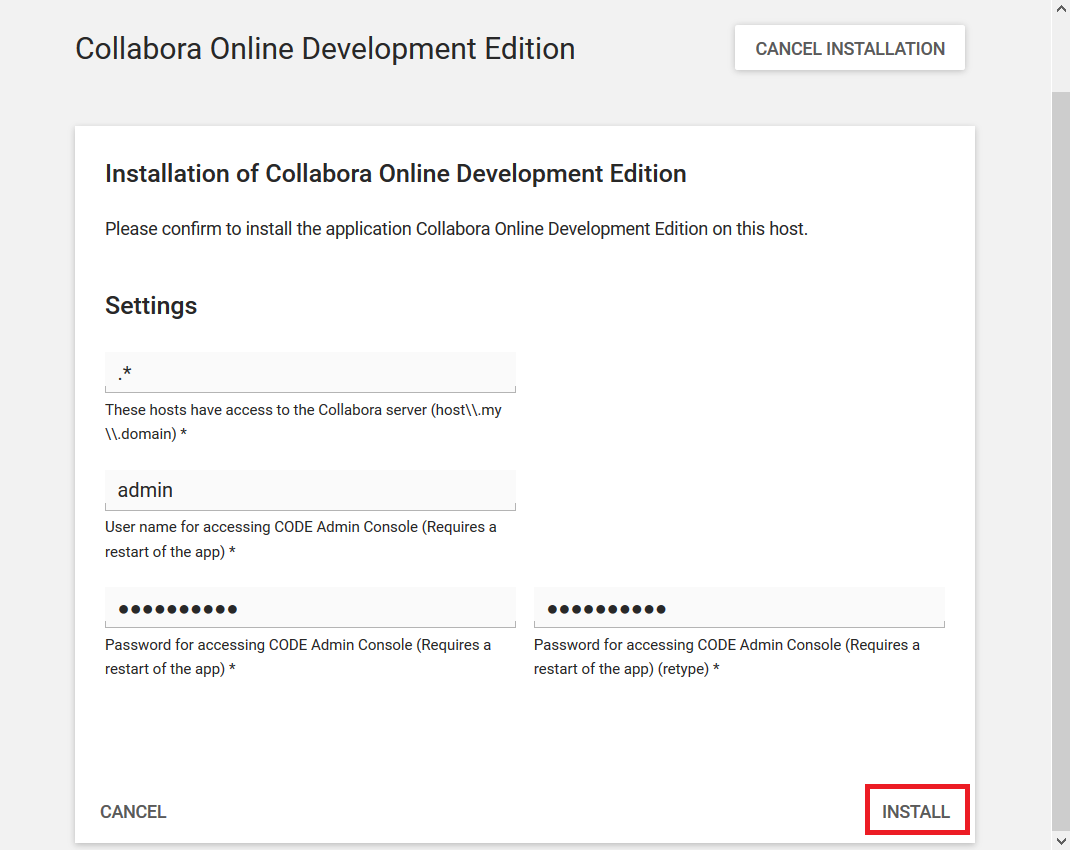 Collabora Online Development Edition
CANCEL INSTALLATION
Installation of Collabora Online Development Edition
Please confirm to install the application Collabora Online Development Edition on this host.
Settings
.*
These hosts have access to the Collabora server (host\\.my
\\.domain) *
admin
User name for accessing CODE Admin Console (Requires a
restart of the app) *
●●●●●●●●●●
Password for accessing CODE Admin Console (Requires a
restart of the app) *
●●●●●●●●●●
Password for accessing CODE Admin Console (Requires a
restart of the app) (retype) *
CANCEL
INSTALL